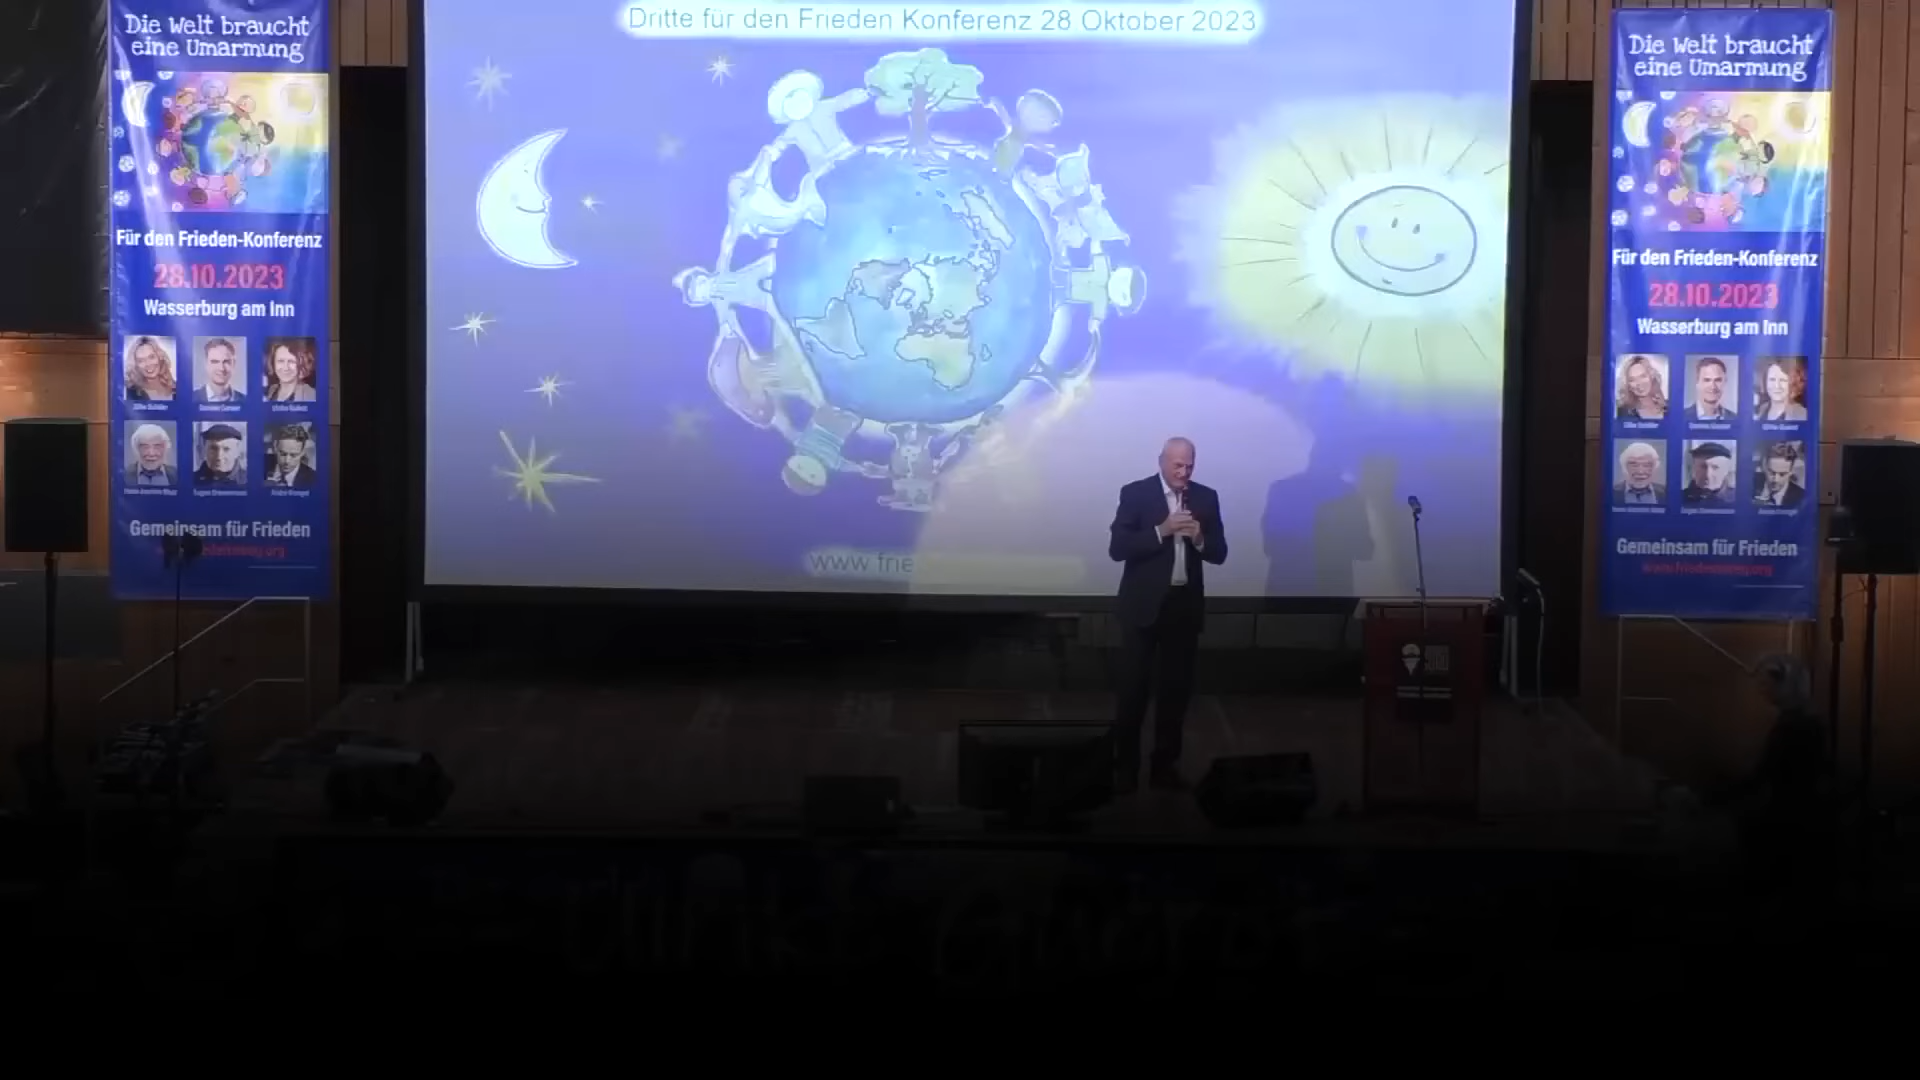 Die Welt braucht
eine Umarmung
Für den Frieden-Konferenz
28.10.2023
Wasserburg am Inn
Gemeinsam für Frieden
Dritte für den Frieden Konferenz 28 Oktober 2023
www.frie
Die Welt braucht
eine Umarmung
Für den Frieden-Konferenz
28.10.2023
Wasserburg am Inn
Gemeinsam für Frieden